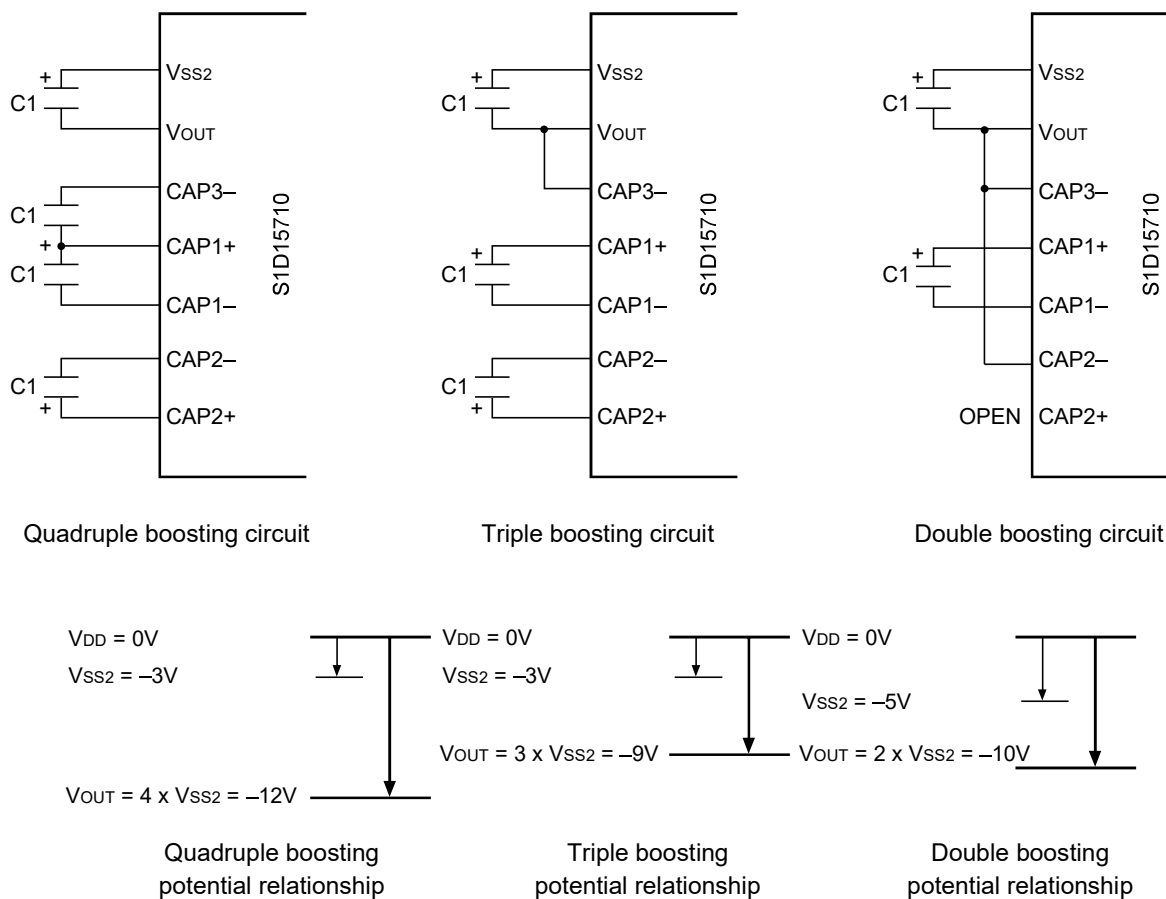 VSS2
+
C1
VOUT
CAP3–
C1
+
CAP1+
C1
CAP1–
CAP2–
C1
+
CAP2+
S1D15710
Quadruple boosting circuit
VSS2
+
C1
VOUT
CAP3–
CAP1+
+
C1
CAP1–
CAP2–
C1
+
CAP2+
S1D15710
Triple boosting circuit
VSS2
+
C1
VOUT
CAP3–
CAP1+
+
C1
CAP1–
CAP2–
OPEN CAP2+
S1D15710
Double boosting circuit
VDD = 0V
VSS2 = –3V
VOUT = 4 x VSS2 = –12V
Quadruple boosting
potential relationship
VDD = 0V
VSS2 = –3V
VOUT = 3 x VSS2 = –9V
Triple boosting
potential relationship
VDD = 0V
VSS2 = –5V
VOUT = 2 x VSS2 = –10V
Double boosting
potential relationship